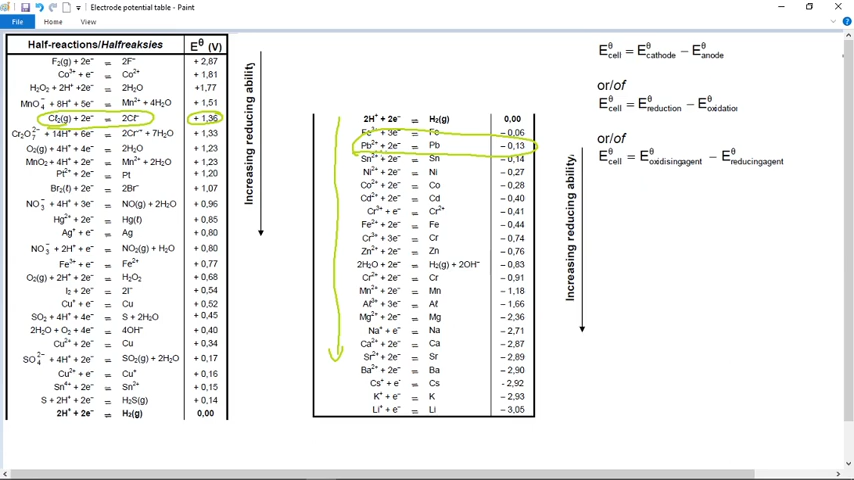 Electrode potential table - Paint
File Home View
Half-reactions/Halfreaksies Eθ (V)
F₂(g) + 2e⁻ ⇌ 2F⁻ + 2,87
Co³⁺ + e⁻ ⇌ Co²⁺ + 1,81
H₂O₂ + 2H⁺ +2e⁻ ⇌ 2H₂O +1,77
MnO₄⁻ + 8H⁺ + 5e⁻ ⇌ Mn²⁺ + 4H₂O + 1,51
Cℓ₂(g) + 2e⁻ ⇌ 2Cℓ⁻ + 1,36
Cr₂O₇²⁻ + 14H⁺ + 6e⁻ ⇌ 2Cr³⁺ + 7H₂O + 1,33
O₂(g) + 4H⁺ + 4e⁻ ⇌ 2H₂O + 1,23
MnO₂ + 4H⁺ + 2e⁻ ⇌ Mn²⁺ + 2H₂O + 1,23
Pt²⁺ + 2e⁻ ⇌ Pt + 1,20
Br₂(ℓ) + 2e⁻ ⇌ 2Br⁻ + 1,07
NO₃⁻ + 4H⁺ + 3e⁻ ⇌ NO(g) + 2H₂O + 0,96
Hg²⁺ + 2e⁻ ⇌ Hg(ℓ) + 0,85
Ag⁺ + e⁻ ⇌ Ag + 0,80
NO₃⁻ + 2H⁺ + e⁻ ⇌ NO₂(g) + H₂O + 0,80
Fe³⁺ + e⁻ ⇌ Fe²⁺ + 0,77
O₂(g) + 2H⁺ + 2e⁻ ⇌ H₂O₂ + 0,68
I₂ + 2e⁻ ⇌ 2I⁻ + 0,54
Cu⁺ + e⁻ ⇌ Cu + 0,52
SO₂ + 4H⁺ + 4e⁻ ⇌ S + 2H₂O + 0,45
2H₂O + O₂ + 4e⁻ ⇌ 4OH⁻ + 0,40
Cu²⁺ + 2e⁻ ⇌ Cu + 0,34
SO₄²⁻ + 4H⁺ + 2e⁻ ⇌ SO₂(g) + 2H₂O + 0,17
Cu²⁺ + e⁻ ⇌ Cu⁺ + 0,16
Sn⁴⁺ + 2e⁻ ⇌ Sn²⁺ + 0,15
S + 2H⁺ + 2e⁻ ⇌ H₂S(g) + 0,14
2H⁺ + 2e⁻ ⇌ H₂(g) 0,00
Increasing reducing ability
2H⁺ + 2e⁻ ⇌ H₂(g) 0,00
Fe³⁺ + 3e⁻ ⇌ Fe – 0,06
Pb²⁺ + 2e⁻ ⇌ Pb – 0,13
Sn²⁺ + 2e⁻ ⇌ Sn – 0,14
Ni²⁺ + 2e⁻ ⇌ Ni – 0,27
Co²⁺ + 2e⁻ ⇌ Co – 0,28
Cd²⁺ + 2e⁻ ⇌ Cd – 0,40
Cr³⁺ + e⁻ ⇌ Cr²⁺ – 0,41
Fe²⁺ + 2e⁻ ⇌ Fe – 0,44
Cr³⁺ + 3e⁻ ⇌ Cr – 0,74
Zn²⁺ + 2e⁻ ⇌ Zn – 0,76
2H₂O + 2e⁻ ⇌ H₂(g) + 2OH⁻ – 0,83
Cr²⁺ + 2e⁻ ⇌ Cr – 0,91
Mn²⁺ + 2e⁻ ⇌ Mn – 1,18
Aℓ³⁺ + 3e⁻ ⇌ Aℓ – 1,66
Mg²⁺ + 2e⁻ ⇌ Mg – 2,36
Na⁺ + e⁻ ⇌ Na – 2,71
Ca²⁺ + 2e⁻ ⇌ Ca – 2,87
Sr²⁺ + 2e⁻ ⇌ Sr – 2,89
Ba²⁺ + 2e⁻ ⇌ Ba – 2,90
Cs⁺ + e⁻ ⇌ Cs - 2,92
K⁺ + e⁻ ⇌ K – 2,93
Li⁺ + e⁻ ⇌ Li – 3,05
Increasing reducing ability
Eθcell = Eθcathode − Eθanode
or/of
Eθcell = Eθreduction − Eθoxidation
or/of
Eθcell = Eθoxidisingagent − Eθreducingagent